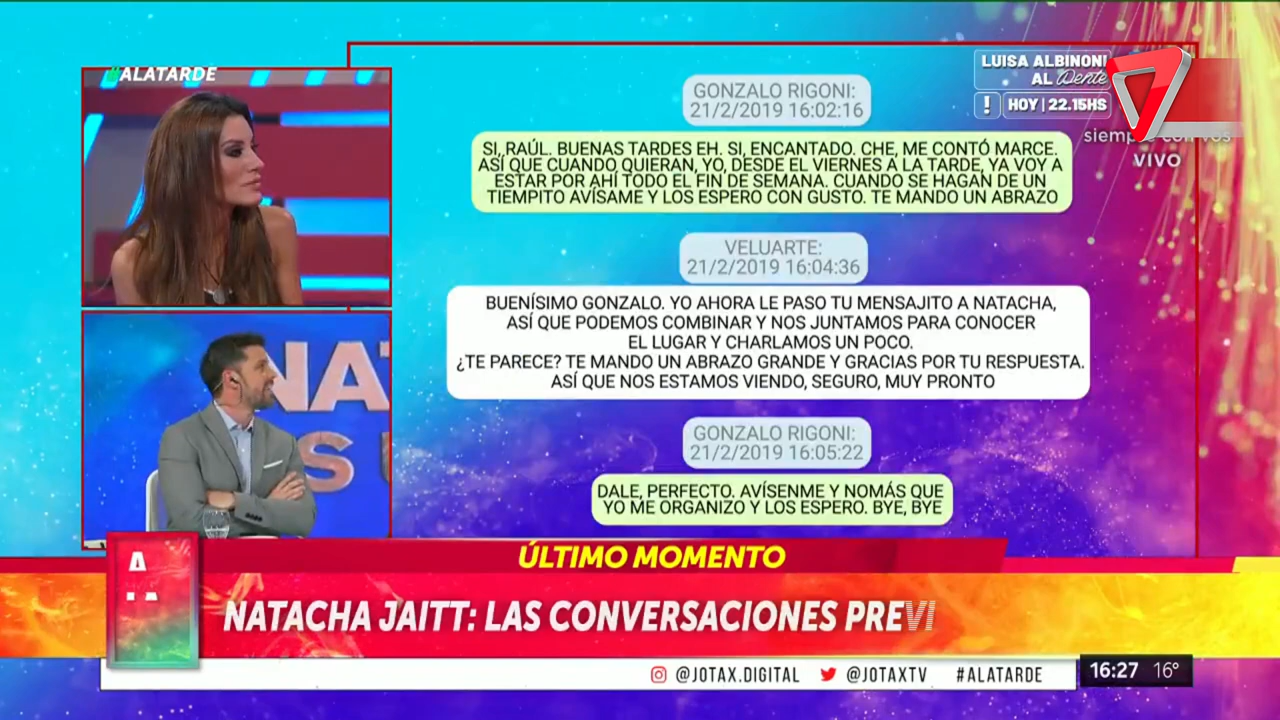 #ALATARDE
LUISA ALBINONI
AL Dente
! HOY | 22.15HS
VIVO
GONZALO RIGONI:
21/2/2019 16:02:16
SI, RAÚL. BUENAS TARDES EH. SI, ENCANTADO. CHE, ME CONTÓ MARCE.
ASÍ QUE CUANDO QUIERAN, YO, DESDE EL VIERNES A LA TARDE, YA VOY A
ESTAR POR AHÍ TODO EL FIN DE SEMANA. CUANDO SE HAGAN DE UN
TIEMPITO AVÍSAME Y LOS ESPERO CON GUSTO. TE MANDO UN ABRAZO
VELUARTE:
21/2/2019 16:04:36
BUENÍSIMO GONZALO. YO AHORA LE PASO TU MENSAJITO A NATACHA,
ASÍ QUE PODEMOS COMBINAR Y NOS JUNTAMOS PARA CONOCER
EL LUGAR Y CHARLAMOS UN POCO.
¿TE PARECE? TE MANDO UN ABRAZO GRANDE Y GRACIAS POR TU RESPUESTA.
ASÍ QUE NOS ESTAMOS VIENDO, SEGURO, MUY PRONTO
GONZALO RIGONI:
21/2/2019 16:05:22
DALE, PERFECTO. AVÍSENME Y NOMÁS QUE
YO ME ORGANIZO Y LOS ESPERO. BYE, BYE
NA
S
ÚLTIMO MOMENTO
NATACHA JAITT: LAS CONVERSACIONES PREVI
@JOTAX.DIGITAL @JOTAXTV #ALATARDE
16:27 16°